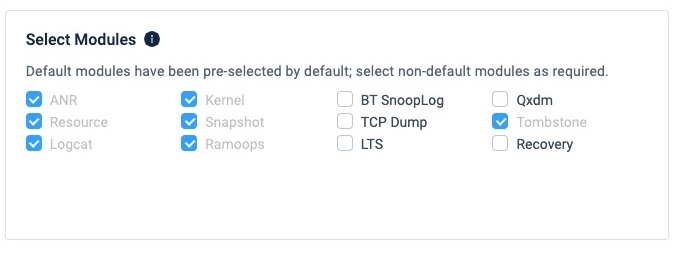 Select Modules i
Default modules have been pre-selected by default; select non-default modules as required.
ANR Kernel BT SnoopLog Qxdm
Resource Snapshot TCP Dump Tombstone
Logcat Ramoops LTS Recovery